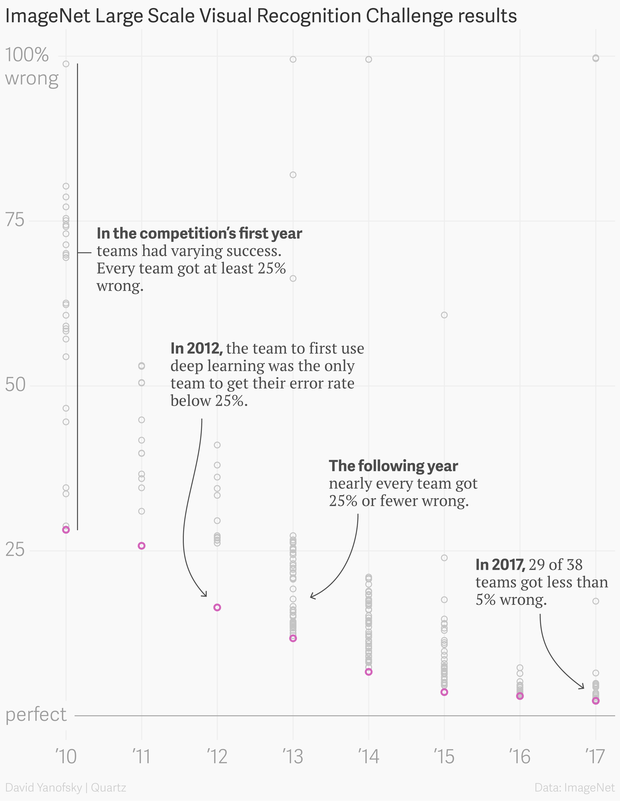 ImageNet Large Scale Visual Recognition Challenge results
100%
wrong
75
In the competition's first year
teams had varying success.
Every team got at least 25%
wrong.
In 2012, the team to first use
deep learning was the only
team to get their error rate
below 25%.
50
The following year
nearly every team got
25% or fewer wrong.
25
In 2017, 29 of 38
teams got less than
5% wrong.
perfect
'10 '11 '12 '13 '14 '15 '16 '17
David Yanofsky | Quartz
Data: ImageNet